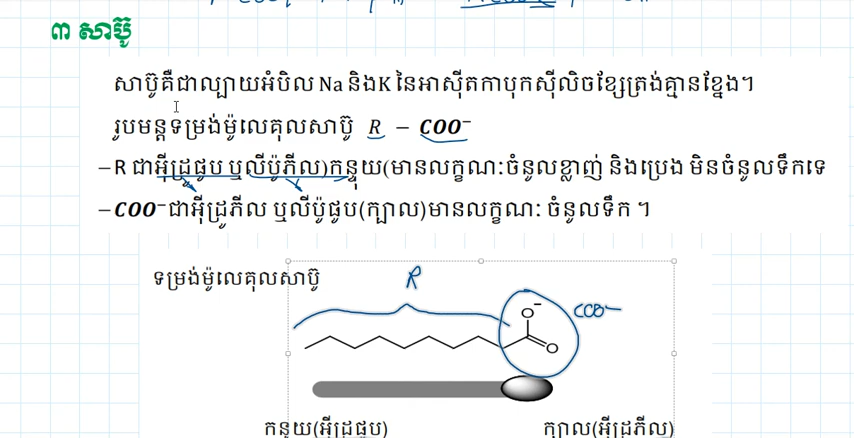 ៣ សាប៊ូ
សាប៊ូគឺជាល្បាយអំបិល Na និងK នៃអាស៊ីតកាបុកស៊ីលិចខ្សែត្រង់គ្មានខ្នែង។
រូបមន្តទម្រង់ម៉ូលេគុលសាប៊ូ R – COO⁻
–R ជាអ៊ីដ្រូផូប ឬលីប៉ូភីល)កន្ទុយ(មានលក្ខណៈចំនូលខ្លាញ់ និងប្រេង មិនចំនូលទឹកទេ
–COO⁻ជាអ៊ីដ្រូភីល ឬលីប៉ូផូប(ក្បាល)មានលក្ខណៈ ចំនូលទឹក ។
ទម្រង់ម៉ូលេគុលសាប៊ូ
R
O⁻
COO⁻
O
កន្ទុយ(អ៊ីដ្រូផូប) ក្បាល(អ៊ីដ្រូភីល)